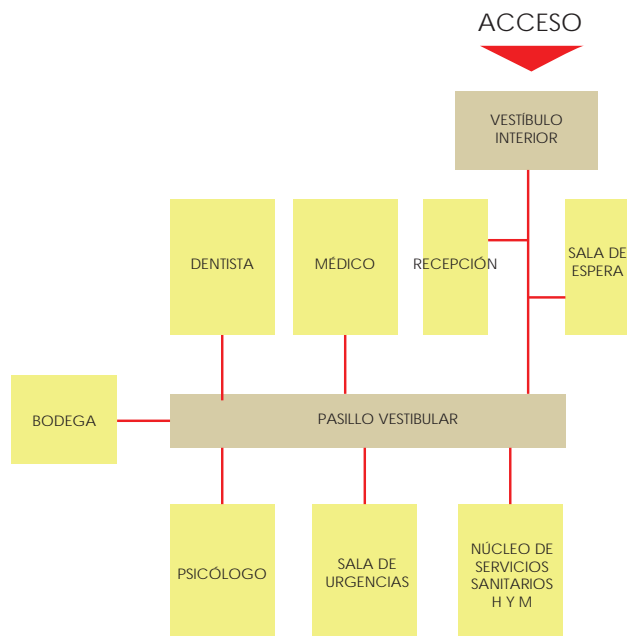 ACCESO
VESTÍBULO
INTERIOR
DENTISTA
MÉDICO
RECEPCIÓN
SALA DE
ESPERA
BODEGA
PASILLO VESTIBULAR
PSICÓLOGO
SALA DE
URGENCIAS
NÚCLEO DE
SERVICIOS
SANITARIOS
H Y M